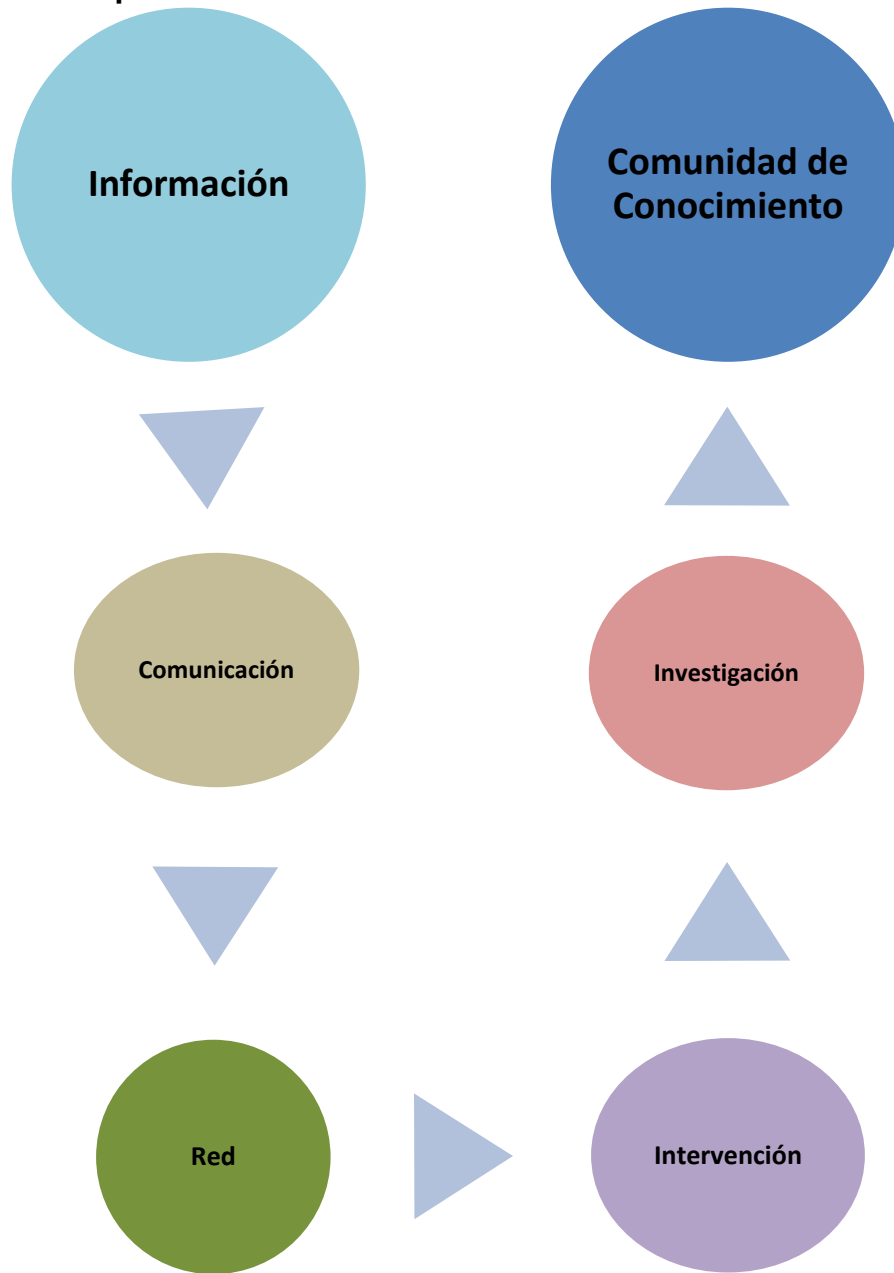 Información
Comunicación
Red
Intervención
Investigación
Comunidad de
Conocimiento